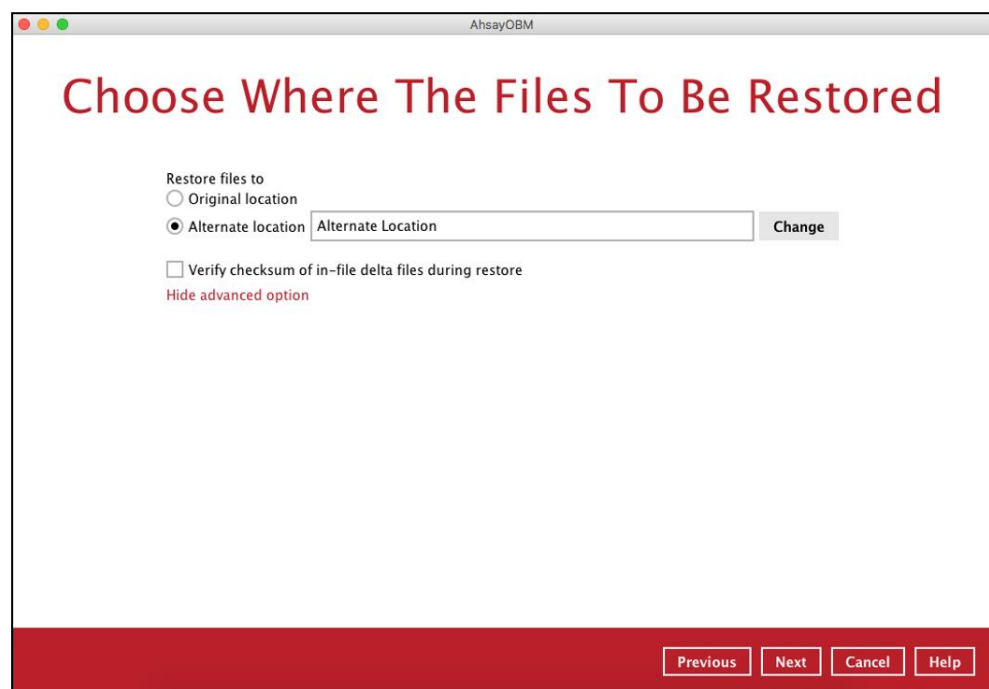 AhsayOBM
Choose Where The Files To Be Restored
Restore files to
Original location
Alternate location Alternate Location Change
Verify checksum of in-file delta files during restore
Hide advanced option
Previous Next Cancel Help